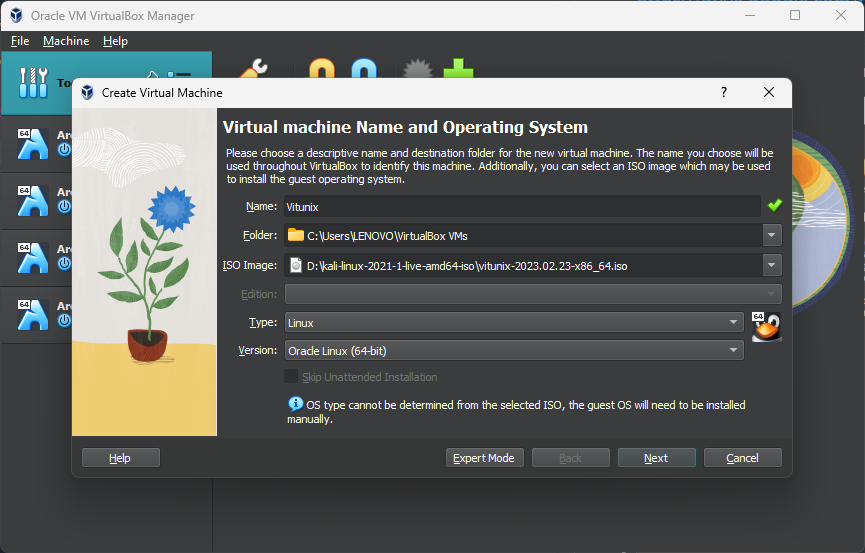 Oracle VM VirtualBox Manager
File Machine Help
Create Virtual Machine
?
Virtual machine Name and Operating System
Please choose a descriptive name and destination folder for the new virtual machine. The name you choose will be
used throughout VirtualBox to identify this machine. Additionally, you can select an ISO image which may be used
to install the guest operating system.
Name: Vitunix
Folder: C:\Users\LENOVO\VirtualBox VMs
ISO Image: D:\kali-linux-2021-1-live-amd64-iso\vitunix-2023.02.23-x86_64.iso
Edition:
Type: Linux
64
Version: Oracle Linux (64-bit)
Skip Unattended Installation
OS type cannot be determined from the selected ISO, the guest OS will need to be installed
manually.
Help Expert Mode Back Next Cancel
64
64
64
64